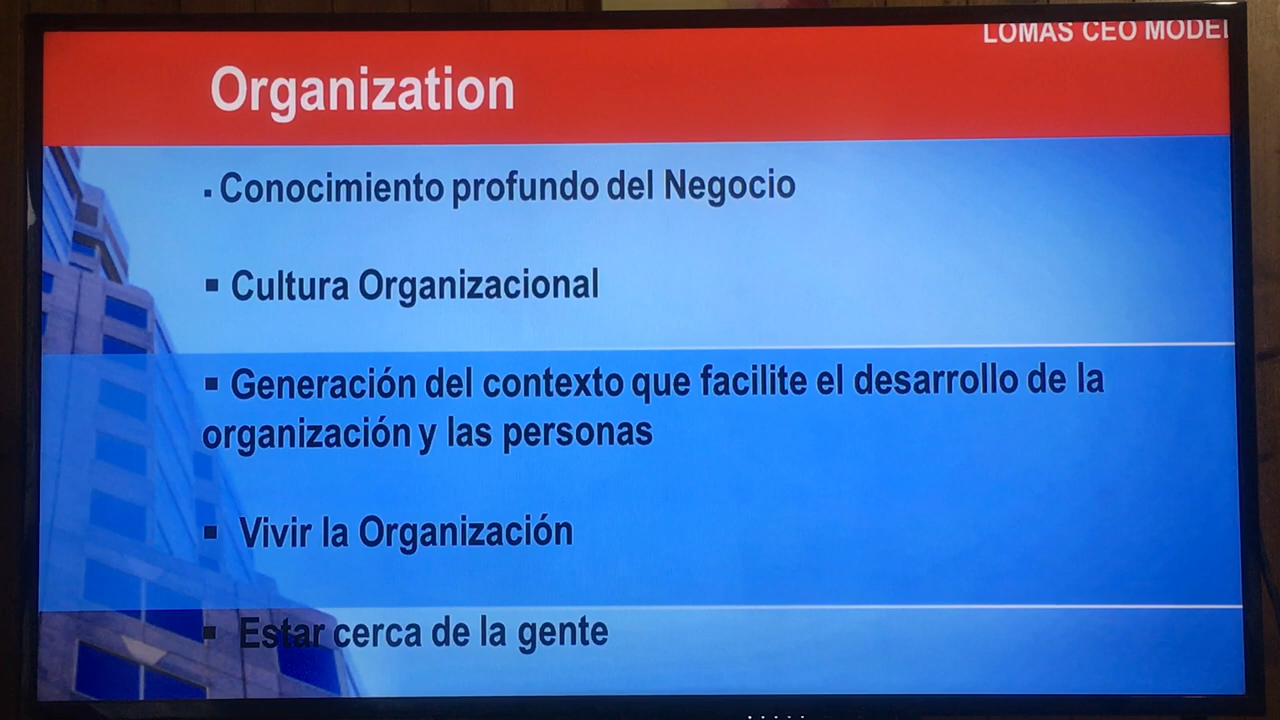 LOMAS CEO MODEL
Organization
▪ Conocimiento profundo del Negocio
▪ Cultura Organizacional
▪ Generación del contexto que facilite el desarrollo de la
organización y las personas
▪ Vivir la Organización
▪ Estar cerca de la gente